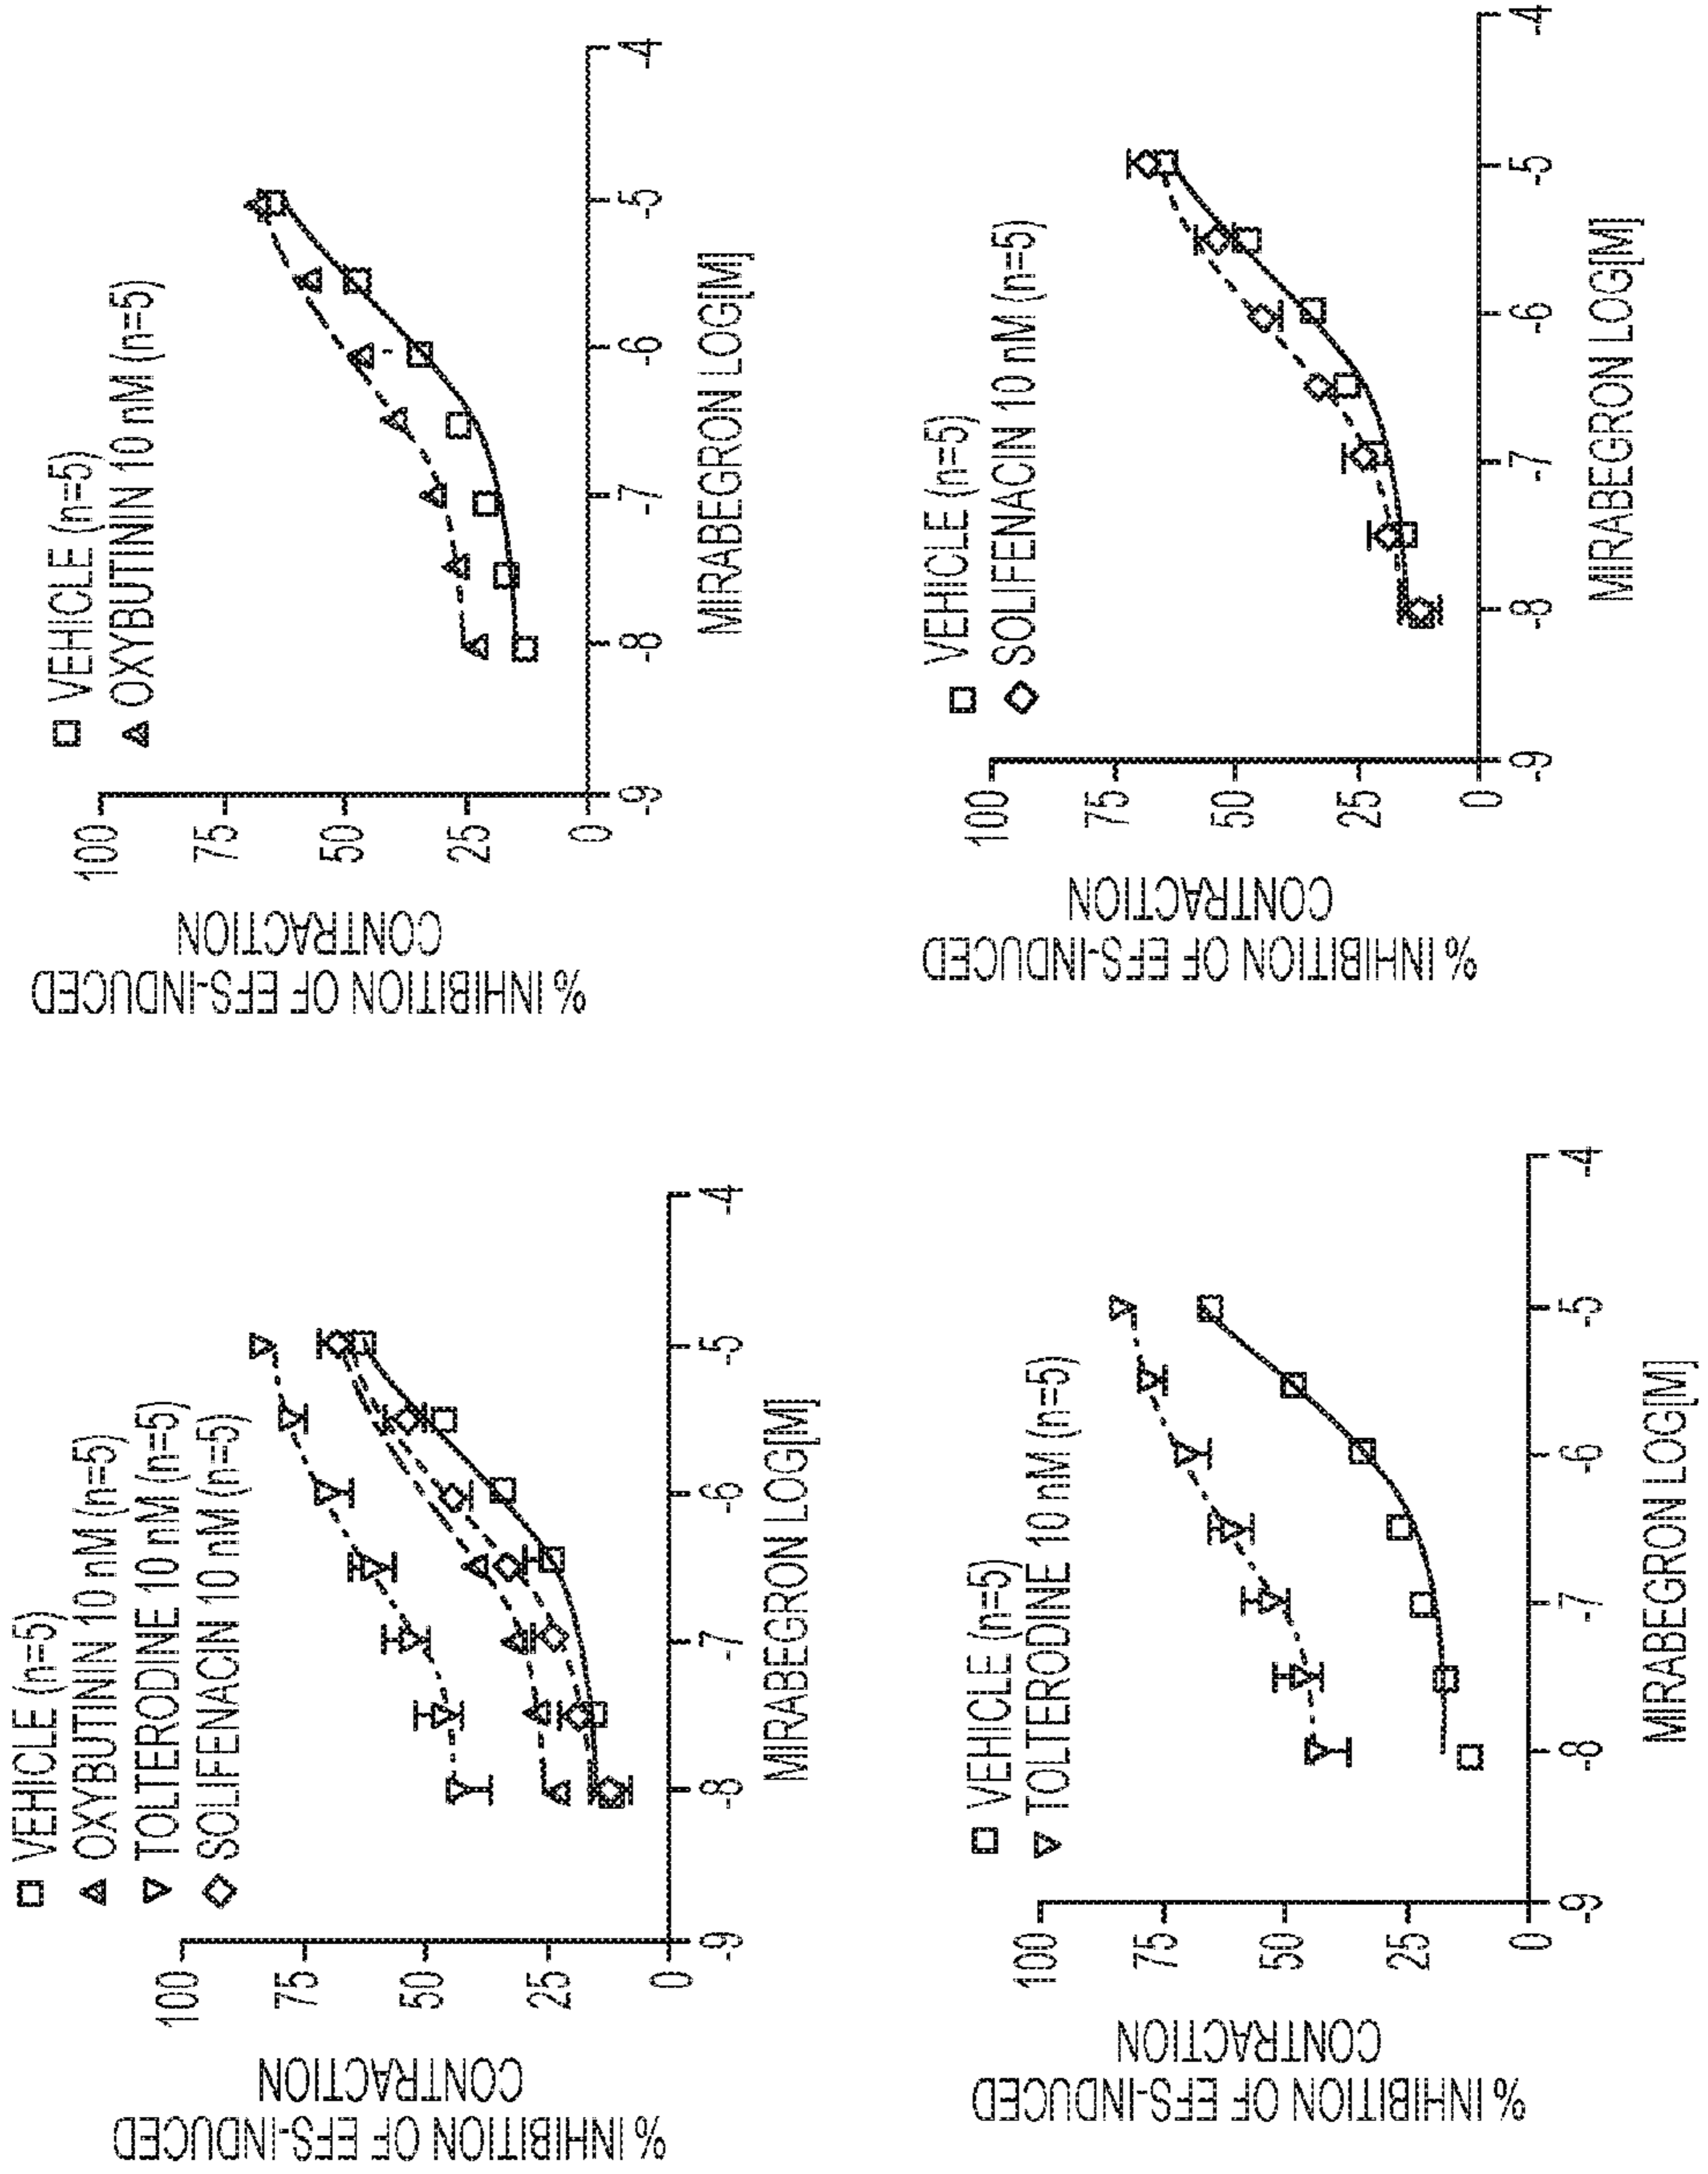 VEHICLE (n=5)
OXYBUTININ 10 nM (n=5)
TOLTERODINE 10 nM (n=5)
SOLIFENACIN 10 nM (n=5)
% INHIBITION OF EFS-INDUCED
CONTRACTION
100
75
50
25
0
-9
-8
-7
-6
-5
-4
MIRABEGRON LOG[M]
VEHICLE (n=5)
OXYBUTININ 10 nM (n=5)
% INHIBITION OF EFS-INDUCED
CONTRACTION
100
75
50
25
0
-9
-8
-7
-6
-5
-4
MIRABEGRON LOG[M]
VEHICLE (n=5)
TOLTERODINE 10 nM (n=5)
% INHIBITION OF EFS-INDUCED
CONTRACTION
100
75
50
25
0
-9
-8
-7
-6
-5
-4
MIRABEGRON LOG[M]
VEHICLE (n=5)
SOLIFENACIN 10 nM (n=5)
% INHIBITION OF EFS-INDUCED
CONTRACTION
100
75
50
25
0
-9
-8
-7
-6
-5
-4
MIRABEGRON LOG[M]